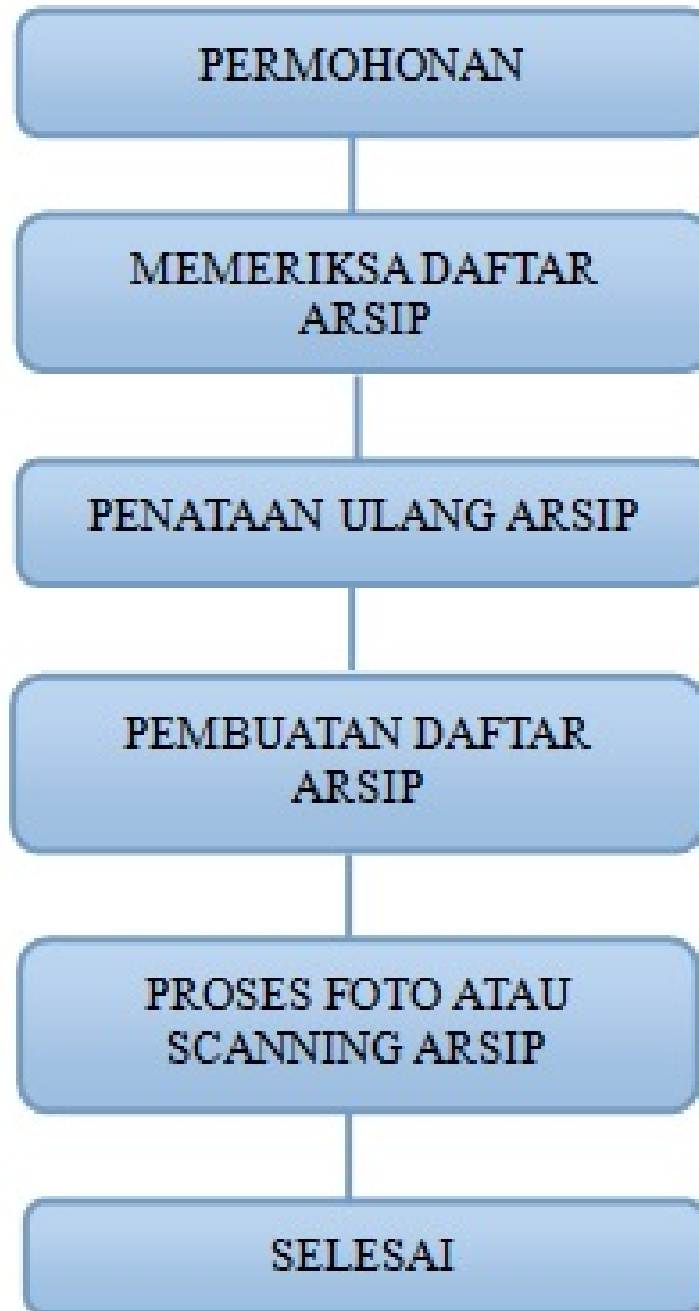 PERMOHONAN
MEMERIKSA DAFTAR
ARSIP
PENATAAN ULANG ARSIP
PEMBUATAN DAFTAR
ARSIP
PROSES FOTO ATAU
SCANNING ARSIP
SELESAI